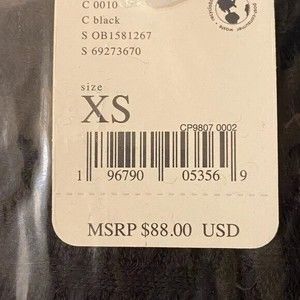 C 0010
C black
S OB1581267
S 69273670
size
XS
CP9807 0002
1 96790 05356 9
MSRP $88.00 USD